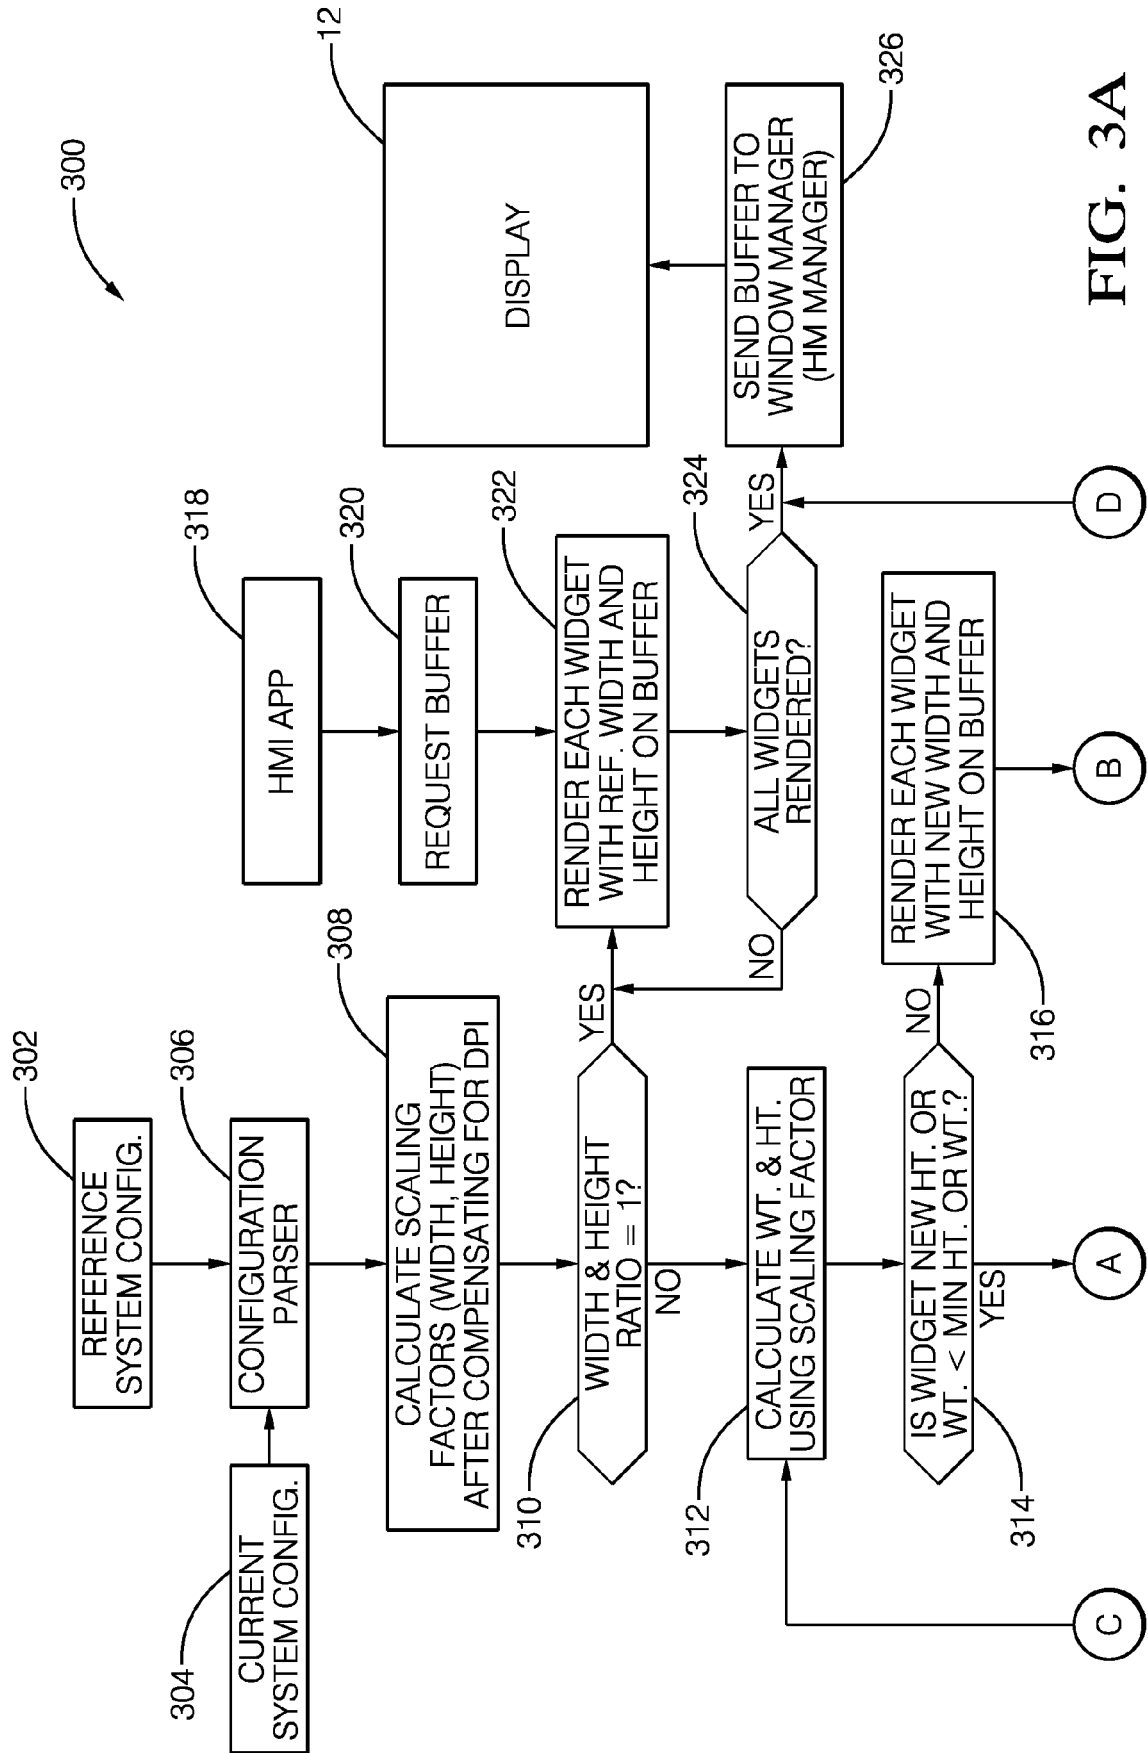 300
302
REFERENCE
SYSTEM CONFIG.
304
CURRENT
SYSTEM CONFIG.
306
CONFIGURATION
PARSER
308
CALCULATE SCALING
FACTORS (WIDTH, HEIGHT)
AFTER COMPENSATING FOR DPI
310
WIDTH & HEIGHT
RATIO = 1?
YES
NO
312
CALCULATE WT. & HT.
USING SCALING FACTOR
314
IS WIDGET NEW HT. OR
WT. < MIN HT. OR WT.?
NO
YES
316
RENDER EACH WIDGET
WITH NEW WIDTH AND
HEIGHT ON BUFFER
318
HMI APP
320
REQUEST BUFFER
322
RENDER EACH WIDGET
WITH REF. WIDTH AND
HEIGHT ON BUFFER
324
ALL WIDGETS
RENDERED?
NO
YES
12
DISPLAY
326
SEND BUFFER TO
WINDOW MANAGER
(HM MANAGER)
C
A
B
D
FIG. 3A